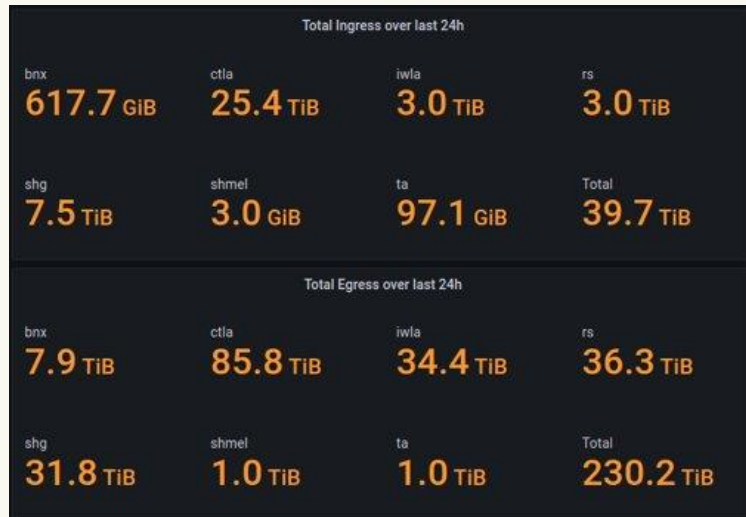 Total Ingress over last 24h
bnx ctla iwla rs
617.7 GiB 25.4 TiB 3.0 TiB 3.0 TiB
shg shmel ta Total
7.5 TiB 3.0 GiB 97.1 GiB 39.7 TiB
Total Egress over last 24h
bnx ctla iwla rs
7.9 TiB 85.8 TiB 34.4 TiB 36.3 TiB
shg shmel ta Total
31.8 TiB 1.0 TiB 1.0 TiB 230.2 TiB